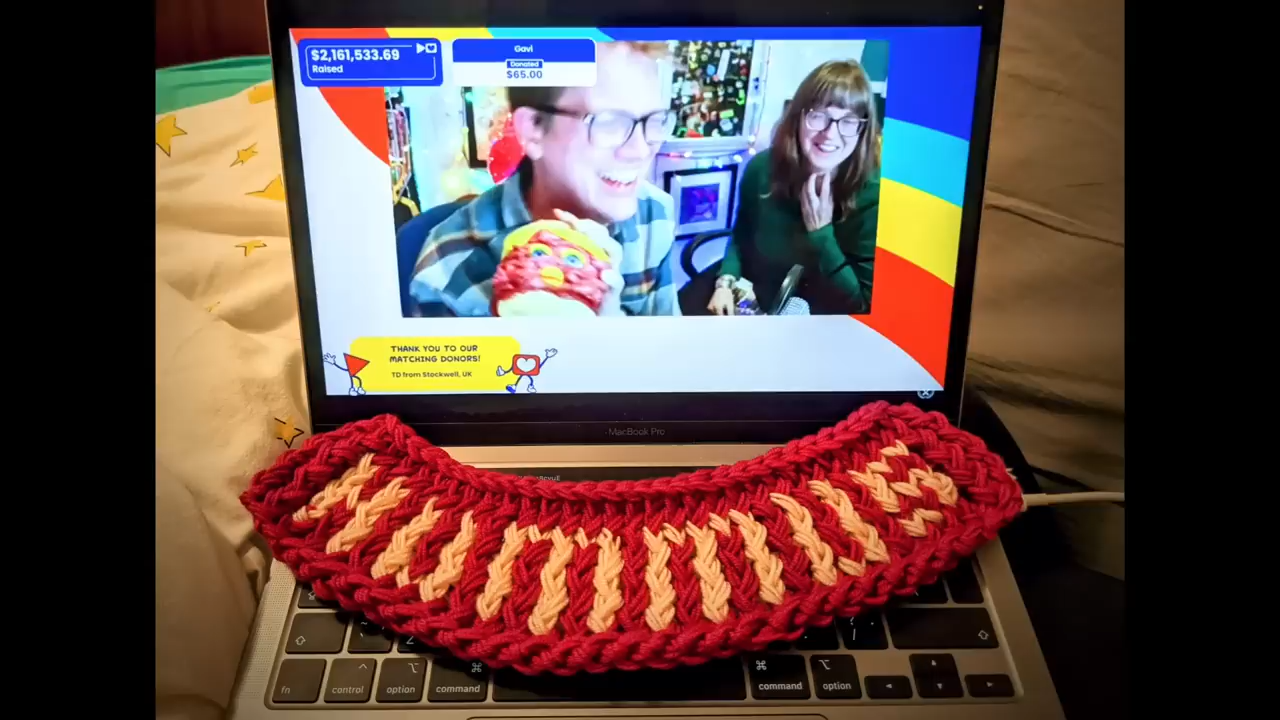 $2,161,533.69
Raised
Gavi
Donated
$65.00
THANK YOU TO OUR
MATCHING DONORS!
TD from Stockwell, UK
MacBook Pro
fn
control
option
command
command
option